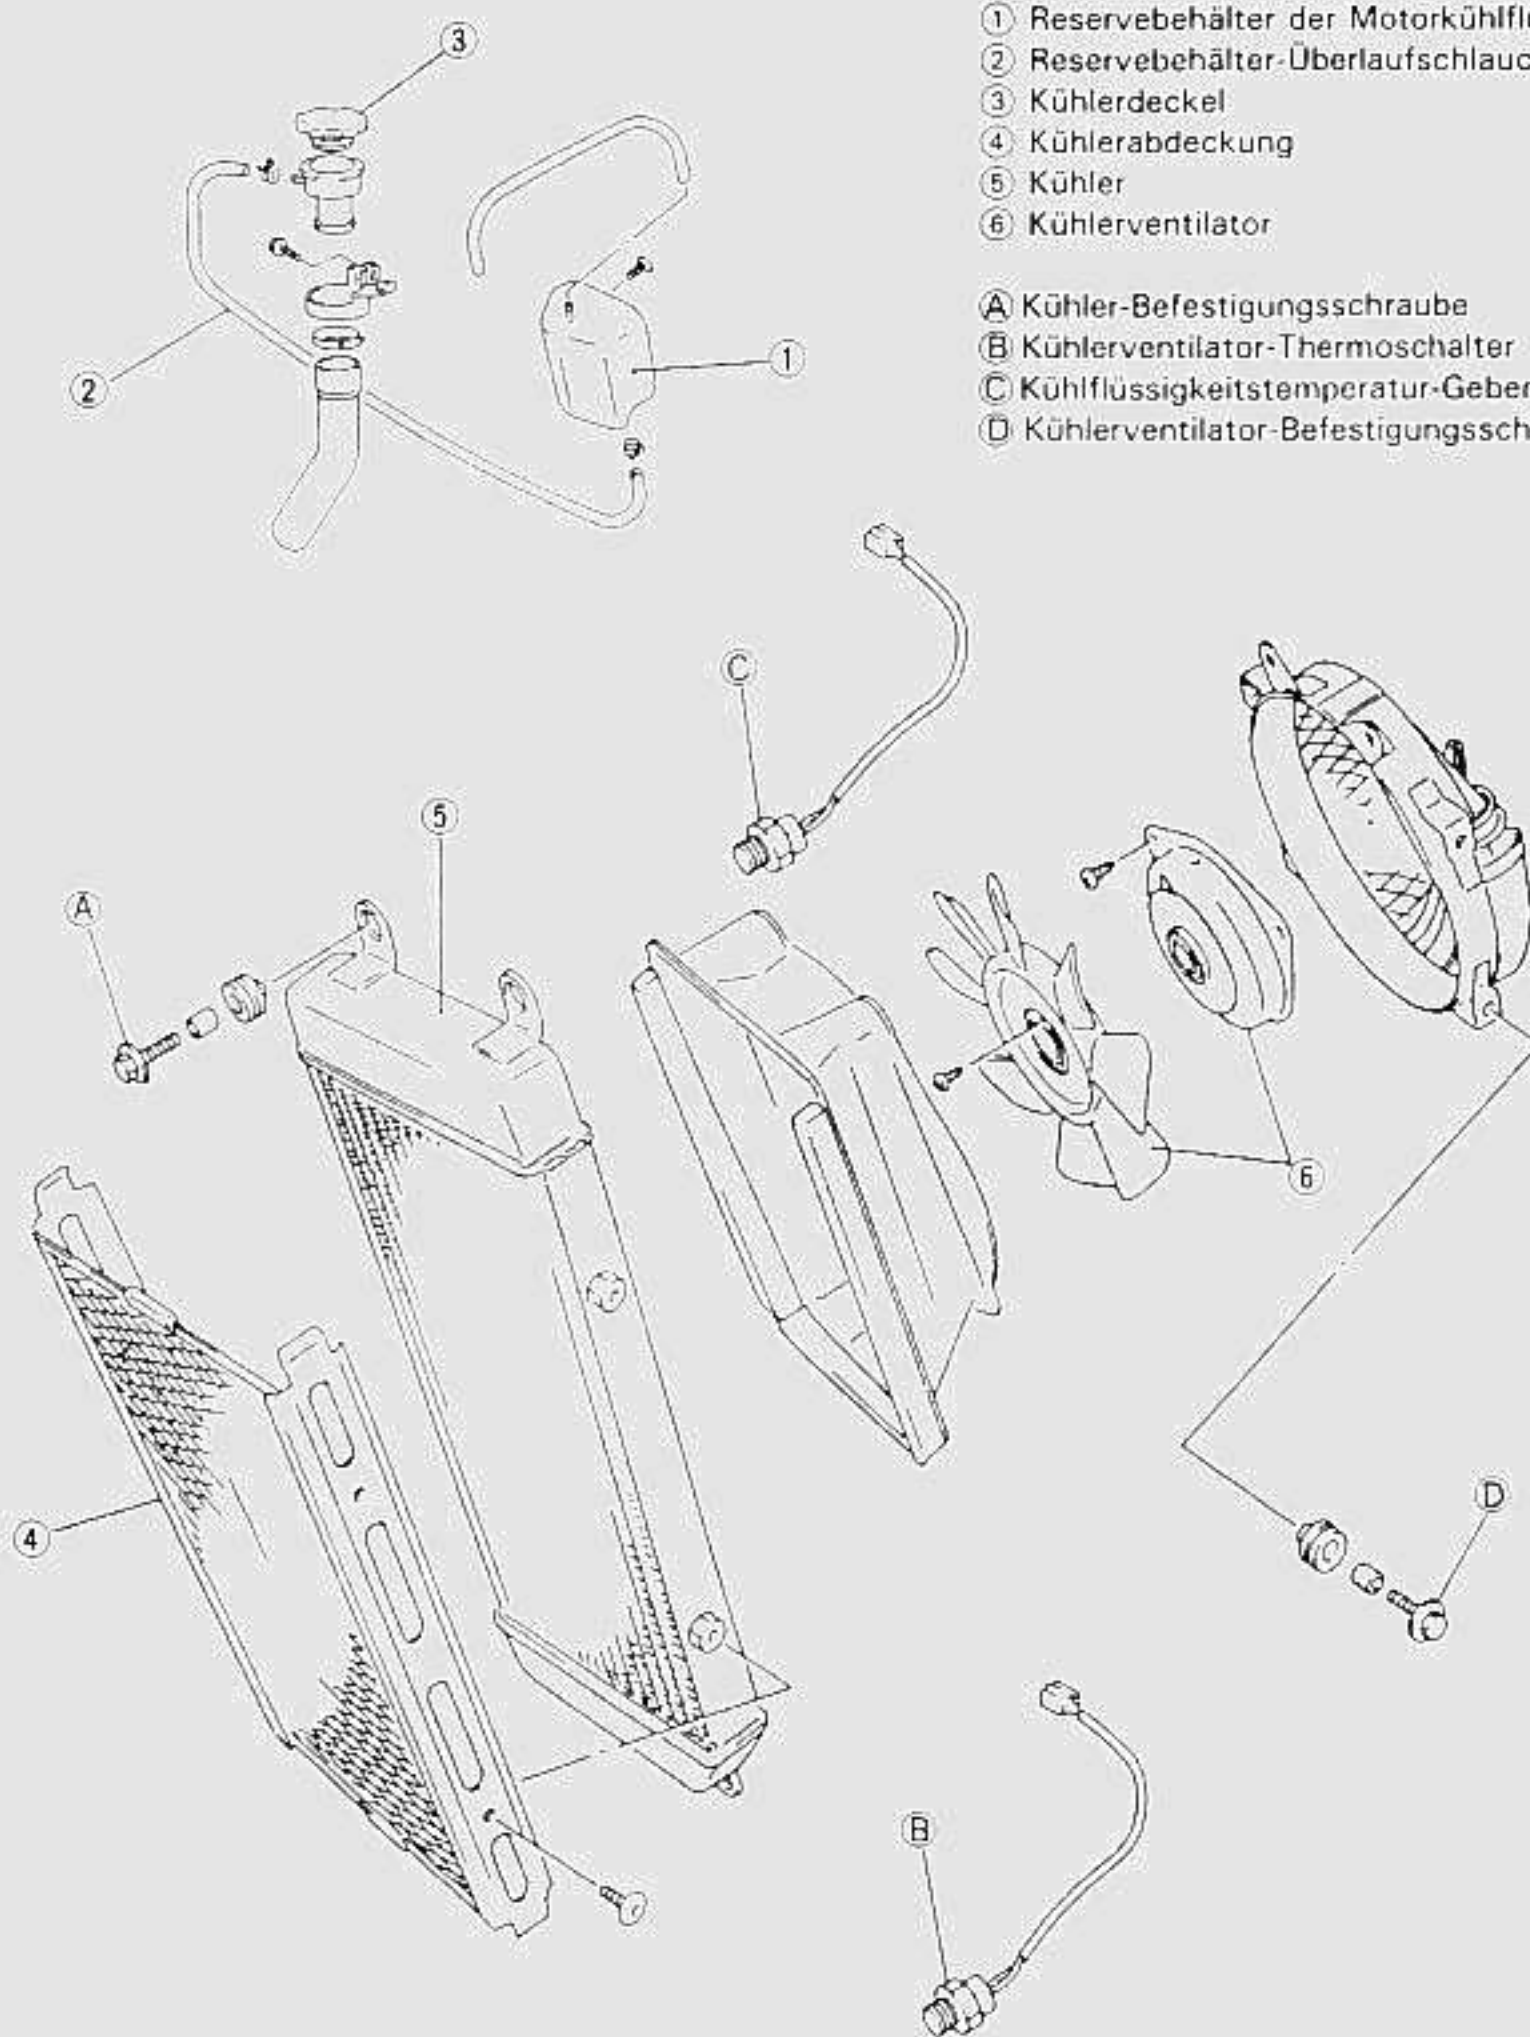 ① Reservebehälter der Motorkühlfl
② Reservebehälter-Überlaufschlauc
③ Kühlerdeckel
④ Kühlerabdeckung
⑤ Kühler
⑥ Kühlerventilator
Ⓐ Kühler-Befestigungsschraube
Ⓑ Kühlerventilator-Thermoschalter
Ⓒ Kühlflüssigkeitstemperatur-Geber
Ⓓ Kühlerventilator-Befestigungssch
③
②
①
Ⓒ
⑤
Ⓐ
⑥
④
Ⓓ
Ⓑ